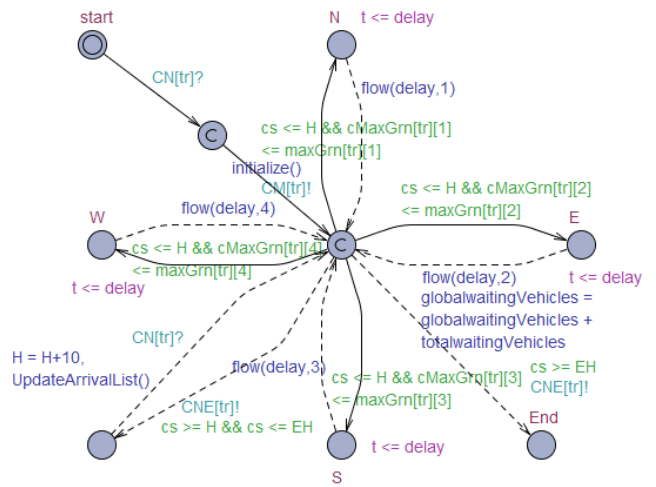 start
N
t <= delay
CN[tr]?
flow(delay,1)
C
cs <= H && cMaxGrn[tr][1]
<= maxGrn[tr][1]
initialize()
CM[tr]!
cs <= H && cMaxGrn[tr][2]
<= maxGrn[tr][2]
W
flow(delay,4)
E
cs <= H && cMaxGrn[tr][4]
<= maxGrn[tr][4]
C
t <= delay
flow(delay,2)
t <= delay
globalwaitingVehicles =
globalwaitingVehicles +
totalwaitingVehicles
CN[tr]?
H = H+10,
UpdateArrivalList()
flow(delay,3)
cs <= H && cMaxGrn[tr][3]
<= maxGrn[tr][3]
cs >= EH
CNE[tr]!
CNE[tr]!
cs >= H && cs <= EH
End
t <= delay
S